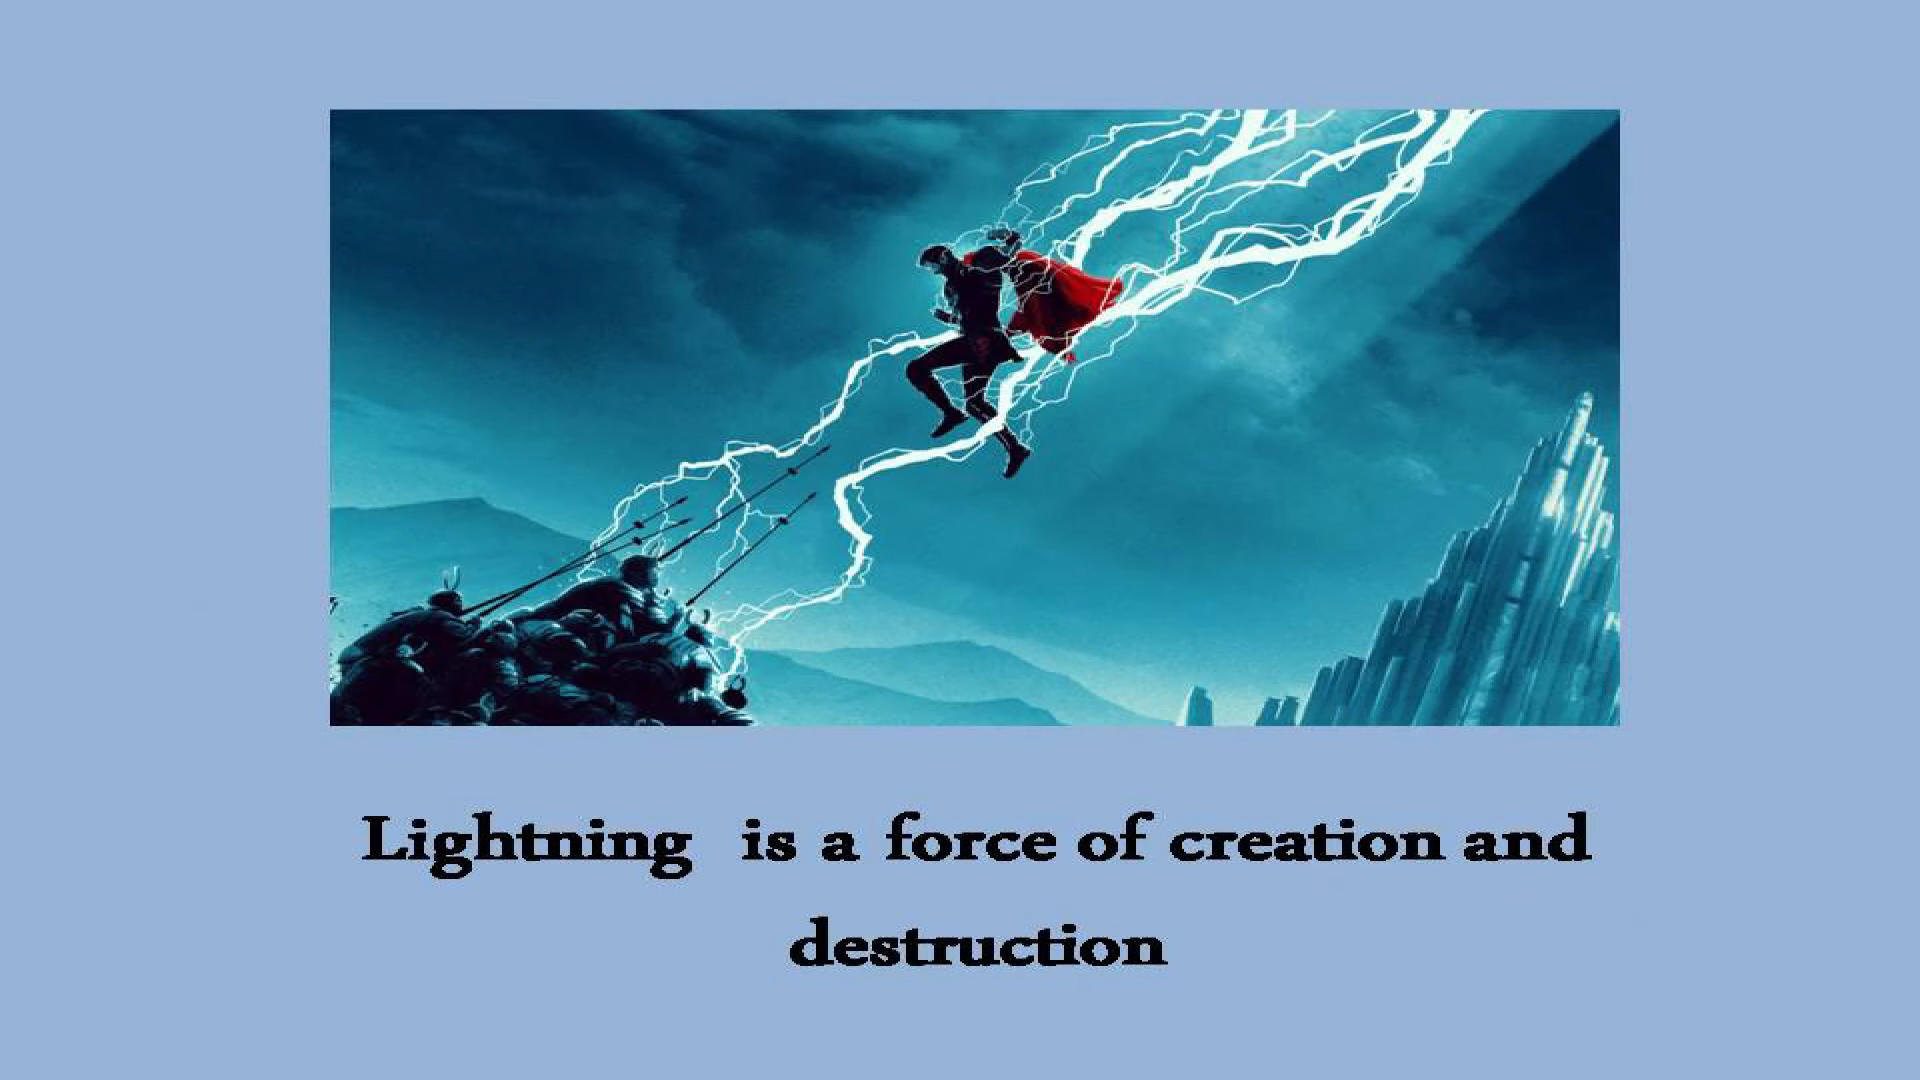 Lightning is a force of creation and
destruction